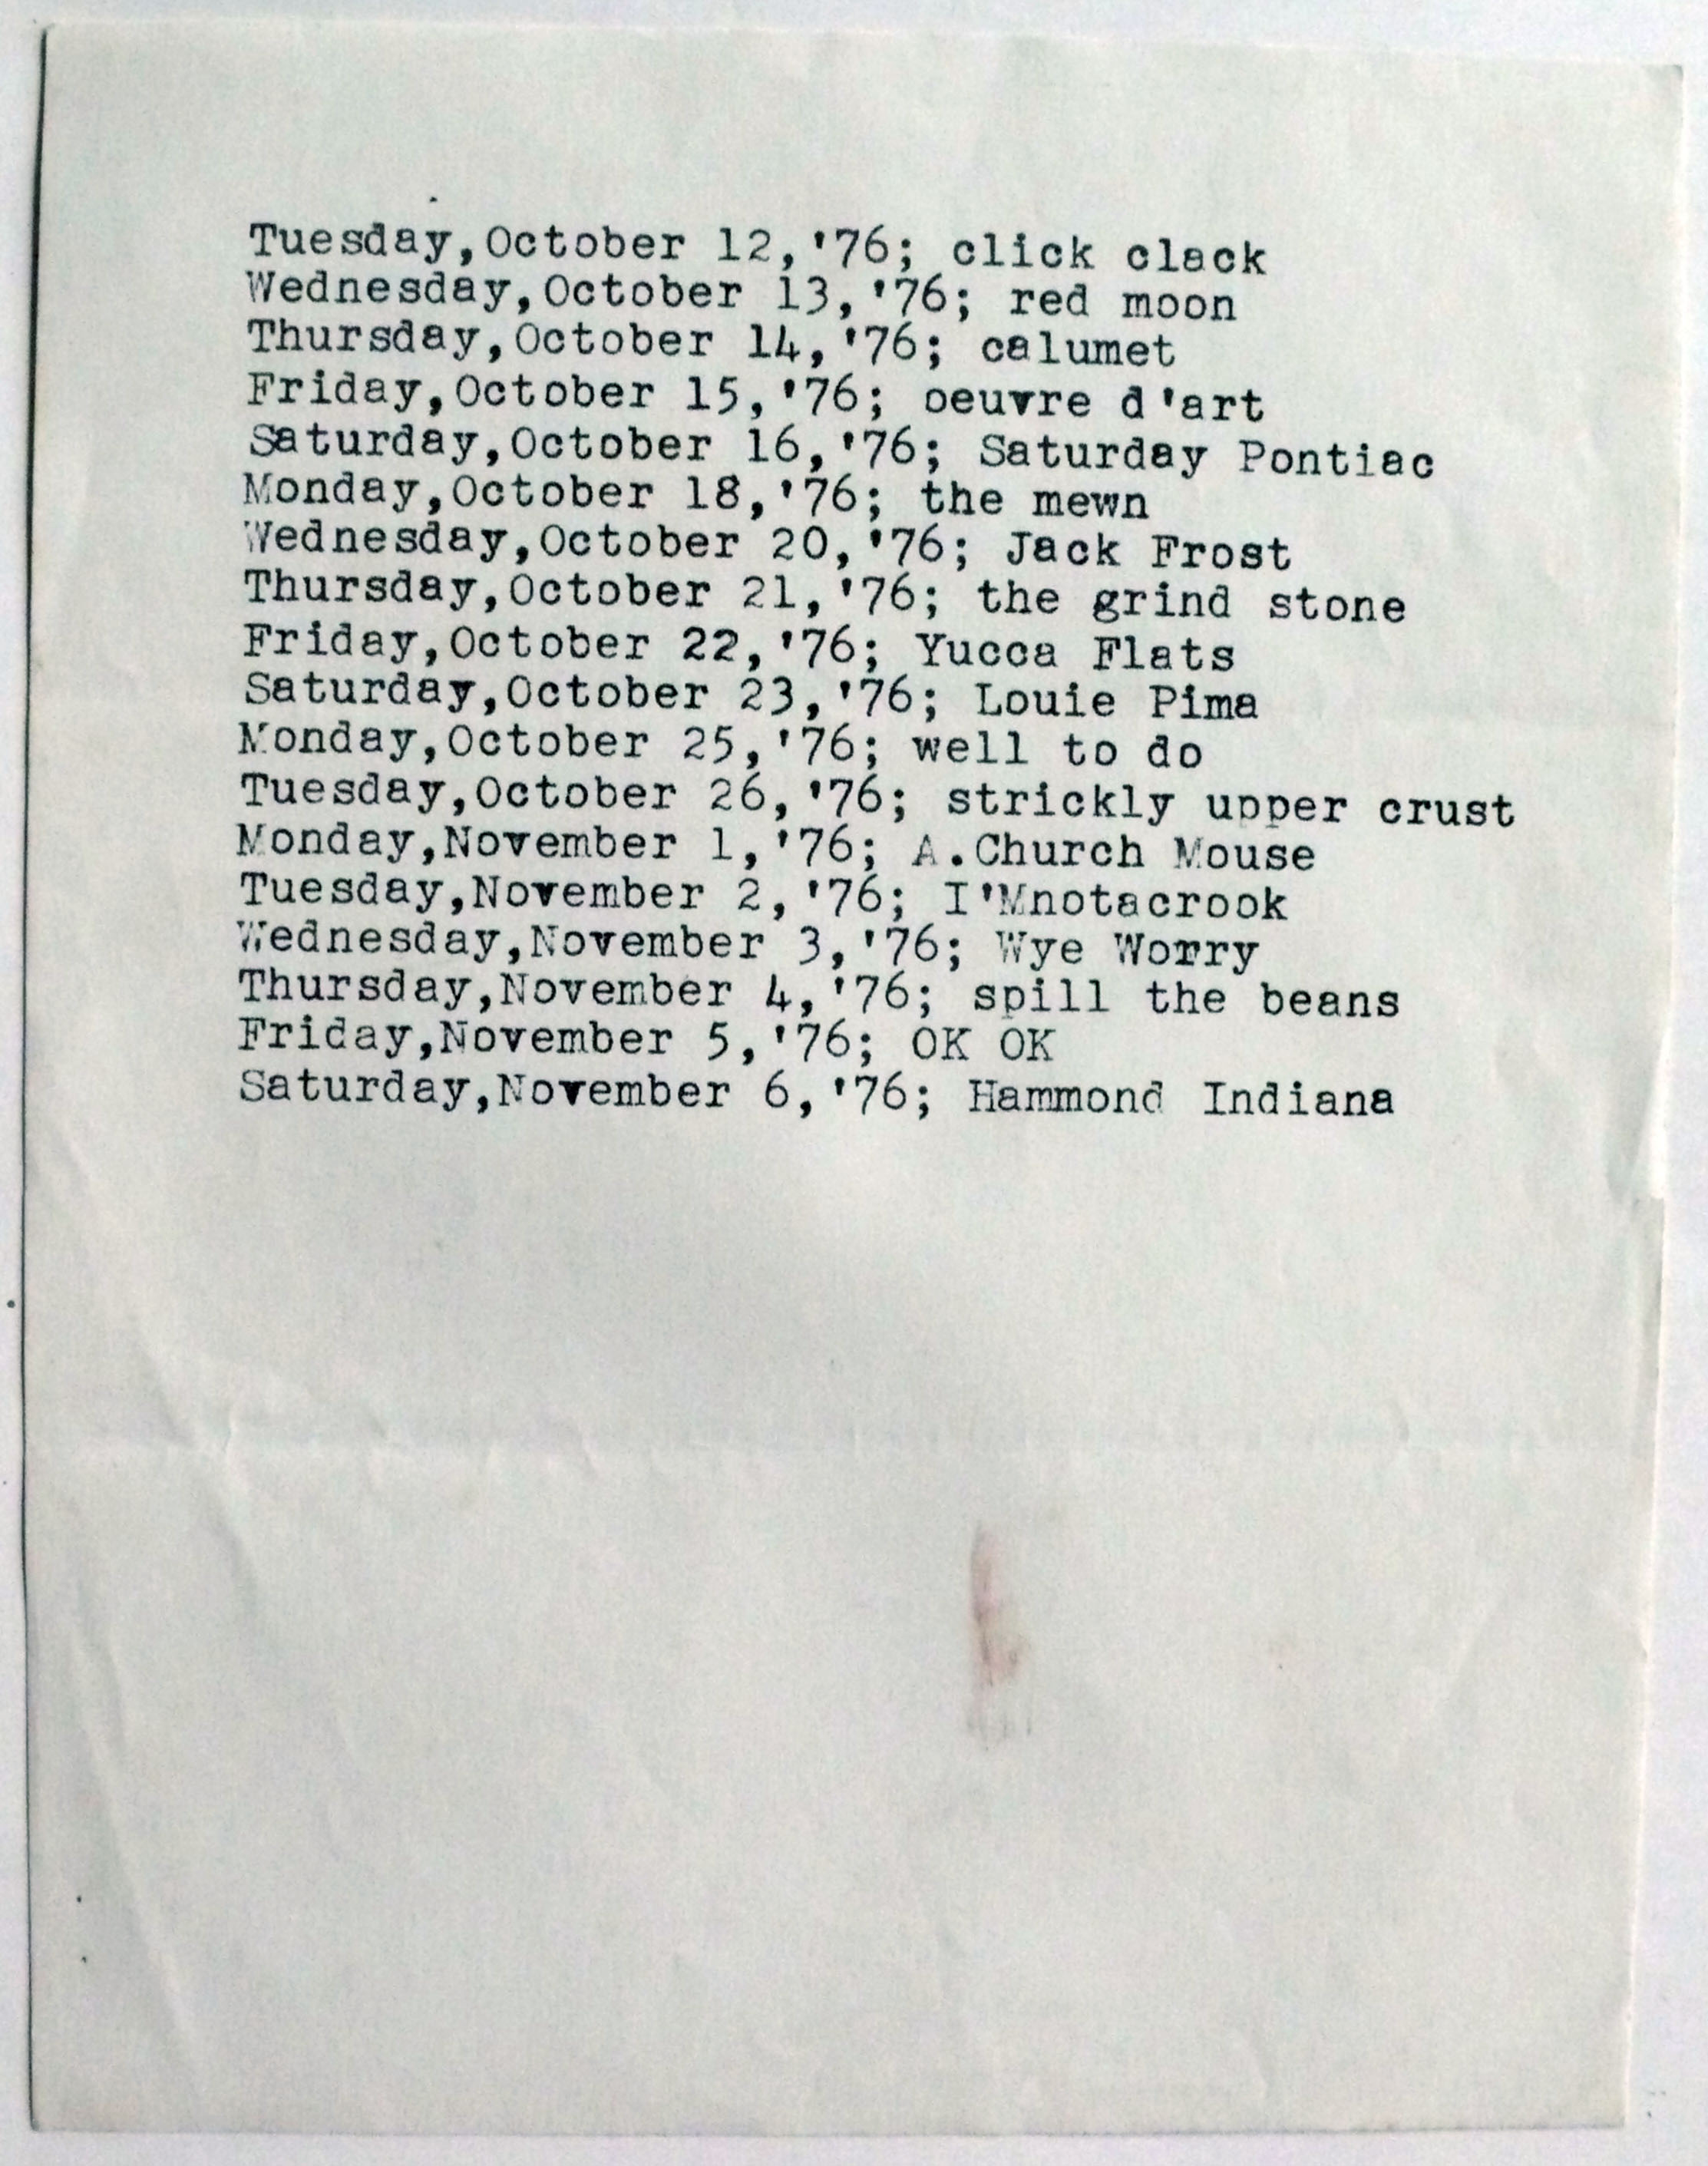 Tuesday,October 12,'76; click clack
Wednesday,October 13,'76; red moon
Thursday,October 14,'76; calumet
Friday,October 15,'76; oeuvre d'art
Saturday,October 16,'76; Saturday Pontiac
Monday,October 18,'76; the mewn
Wednesday,October 20,'76; Jack Frost
Thursday,October 21,'76; the grind stone
Friday,October 22,'76; Yucca Flats
Saturday,October 23,'76; Louie Pima
Monday,October 25,'76; well to do
Tuesday,October 26,'76; strickly upper crust
Monday,November 1,'76; A.Church Mouse
Tuesday,November 2,'76; I'Mnotacrook
Wednesday,November 3,'76; Wye Worry
Thursday,November 4,'76; spill the beans
Friday,November 5,'76; OK OK
Saturday,November 6,'76; Hammond Indiana